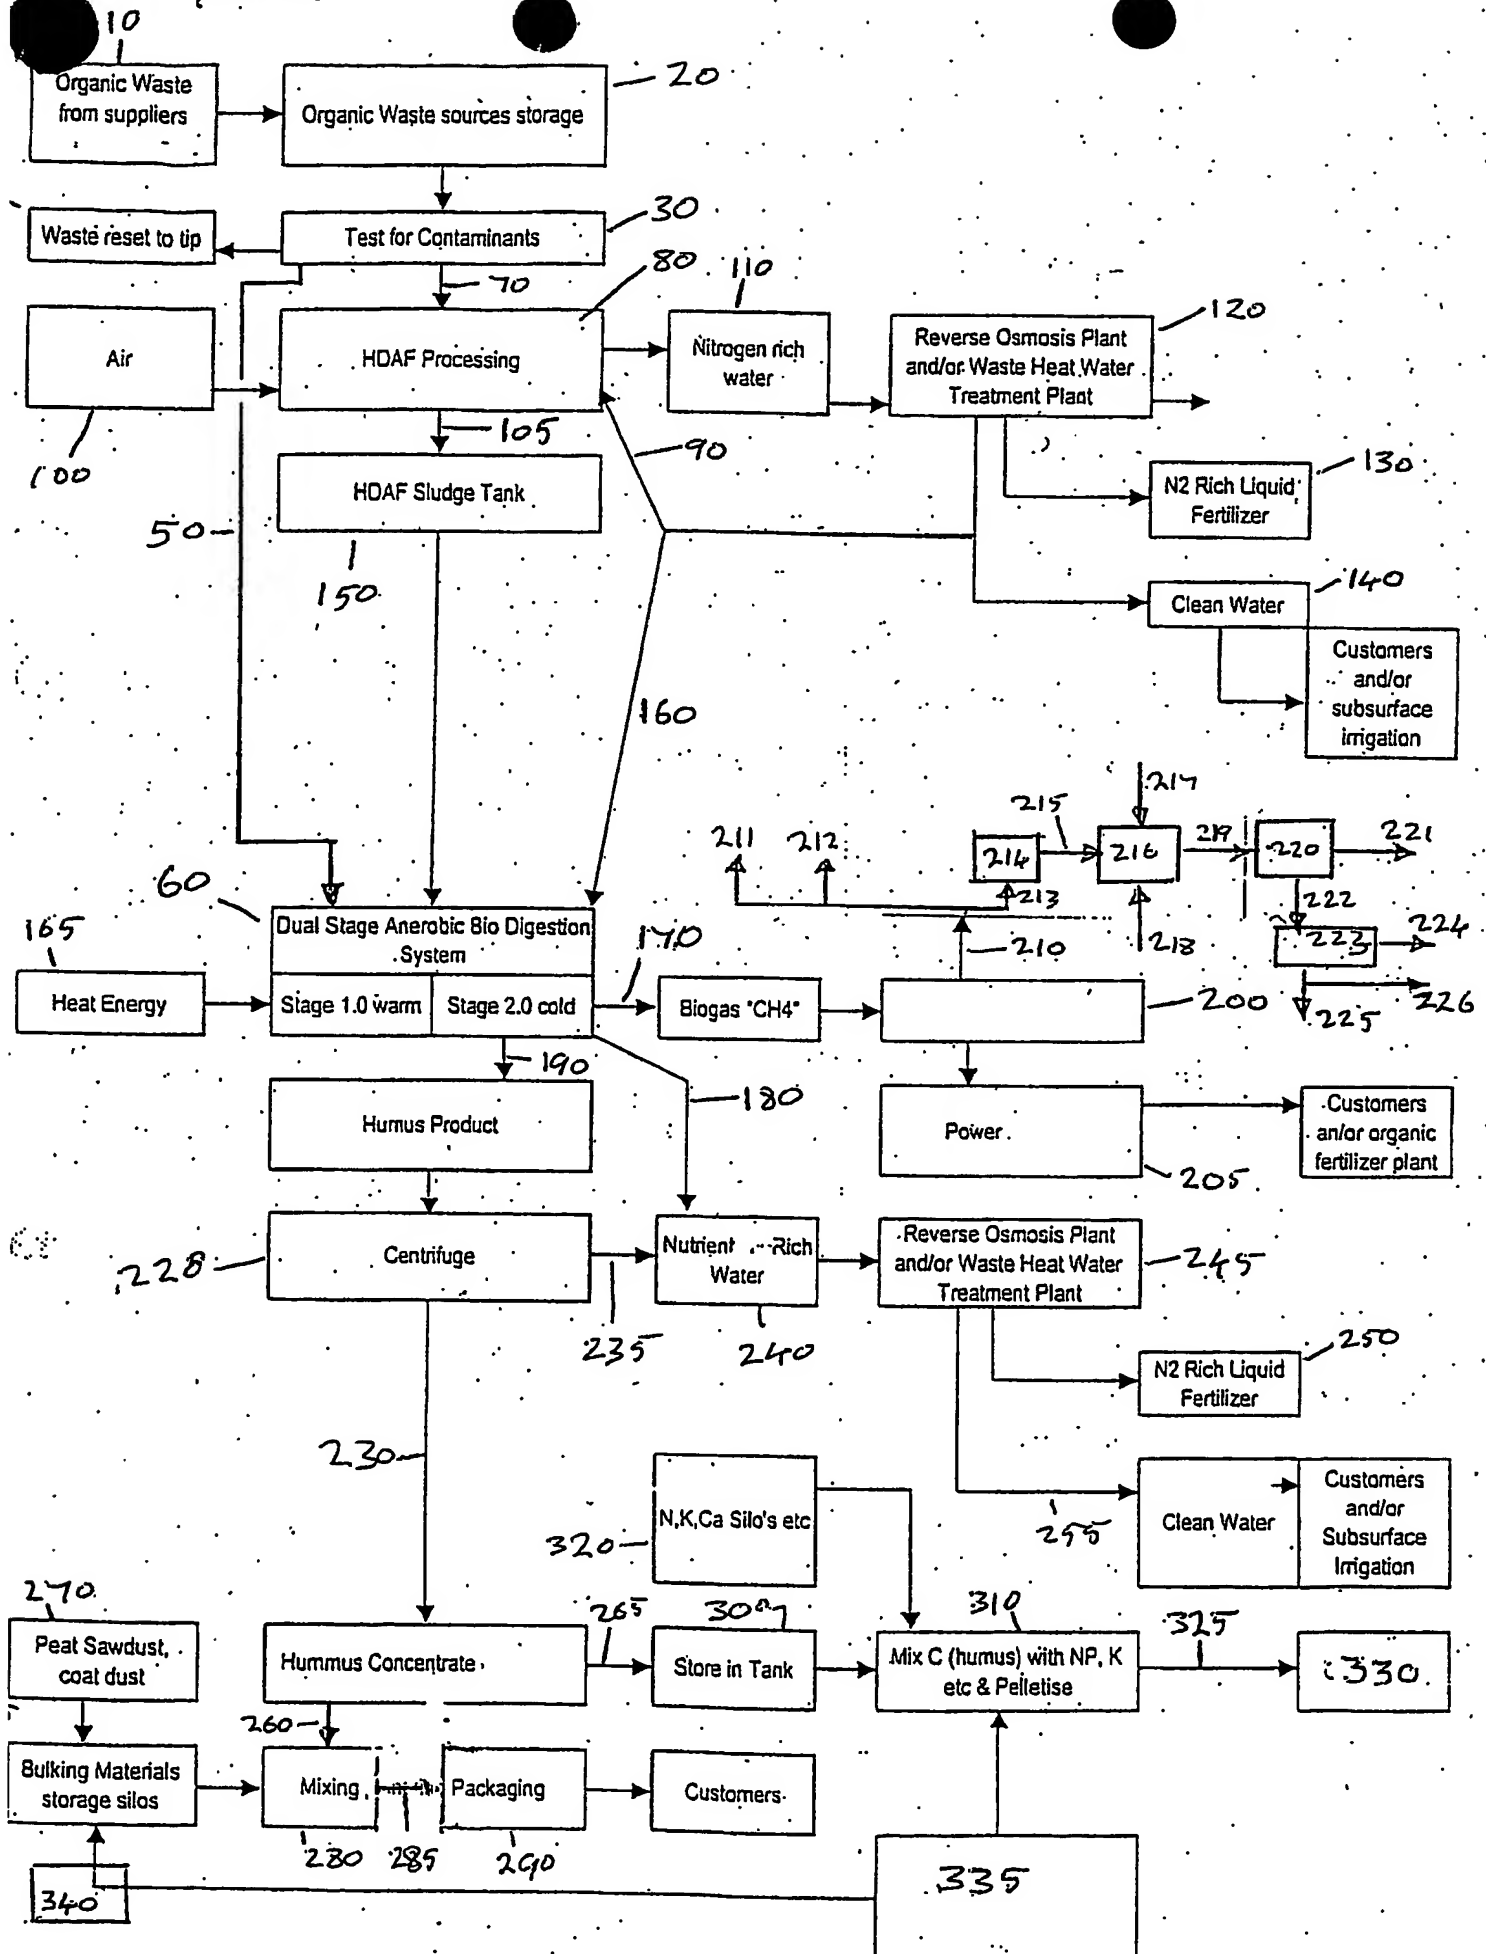 10
Organic Waste
from suppliers
Organic Waste sources storage
20
Waste reset to tip
Test for Contaminants
30
70
80
110
Air
100
HDAF Processing
Nitrogen rich
water
Reverse Osmosis Plant
and/or Waste Heat Water
Treatment Plant
120
105
90
HDAF Sludge Tank
150
50
N2 Rich Liquid
Fertilizer
130
Clean Water
140
Customers
and/or
subsurface
irrigation
160
211
212
213
214
215
216
217
218
219
220
221
222
223
224
225
226
60
Dual Stage Anerobic Bio Digestion
System
165
Heat Energy
Stage 1.0 warm
Stage 2.0 cold
170
Biogas "CH4"
210
200
190
180
Humus Product
Power
205
Customers
an/or organic
fertilizer plant
228
Centrifuge
235
Nutrient Rich
Water
240
Reverse Osmosis Plant
and/or Waste Heat Water
Treatment Plant
245
N2 Rich Liquid
Fertilizer
250
230
N,K,Ca Silo's etc
320
255
Clean Water
Customers
and/or
Subsurface
Irrigation
270
Peat Sawdust,
coat dust
Hummus Concentrate
265
300
Store in Tank
310
Mix C (humus) with NP, K
etc & Pelletise
325
330
260
Bulking Materials
storage silos
Mixing
280
285
Packaging
290
Customers
335
340